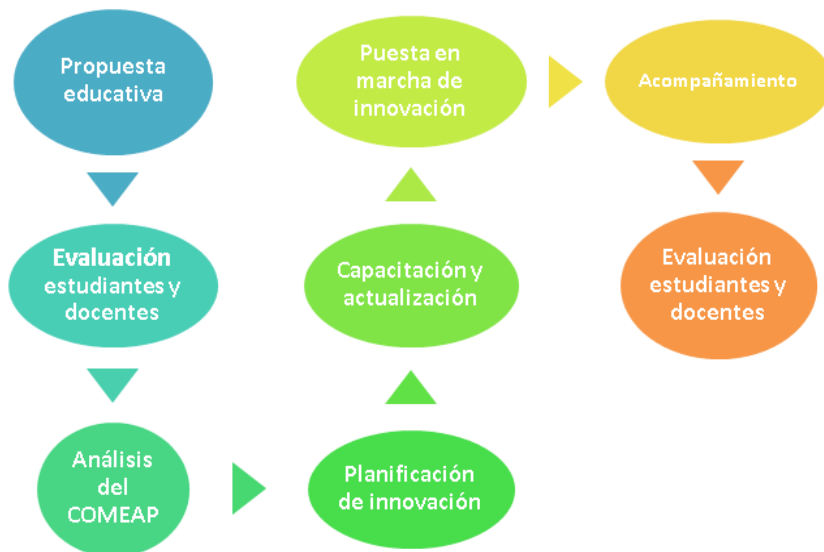 Propuesta
educativa
Evaluación
estudiantes y
docentes
Análisis
del
COMEAP
Planificación
de innovación
Capacitación y
actualización
Puesta en
marcha de
innovación
Acompañamiento
Evaluación
estudiantes y
docentes